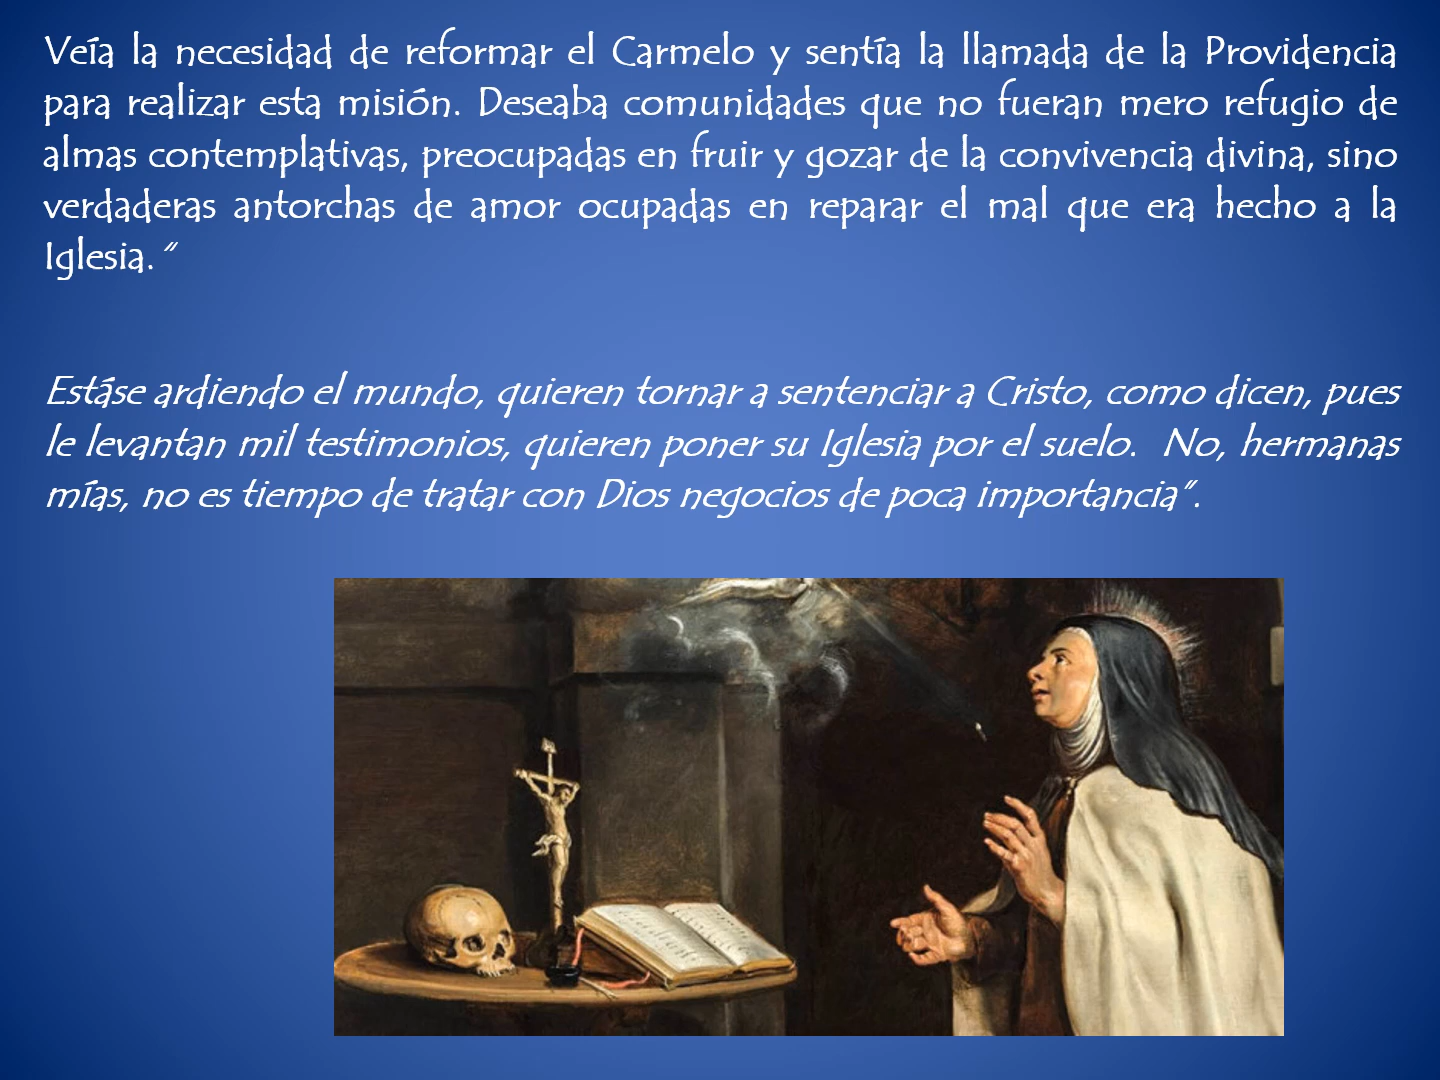 Veía la necesidad de reformar el Carmelo y sentía la llamada de la Providencia
para realizar esta misión. Deseaba comunidades que no fueran mero refugio de
almas contemplativas, preocupadas en fruir y gozar de la convivencia divina, sino
verdaderas antorchas de amor ocupadas en reparar el mal que era hecho a la
Iglesia. “
Estáse ardiendo el mundo, quieren tornar a sentenciar a Cristo, como dicen, pues
le levantan mil testimonios, quieren poner su Iglesia por el suelo.  No, hermanas
mías, no es tiempo de tratar con Dios negocios de poca importancia”.